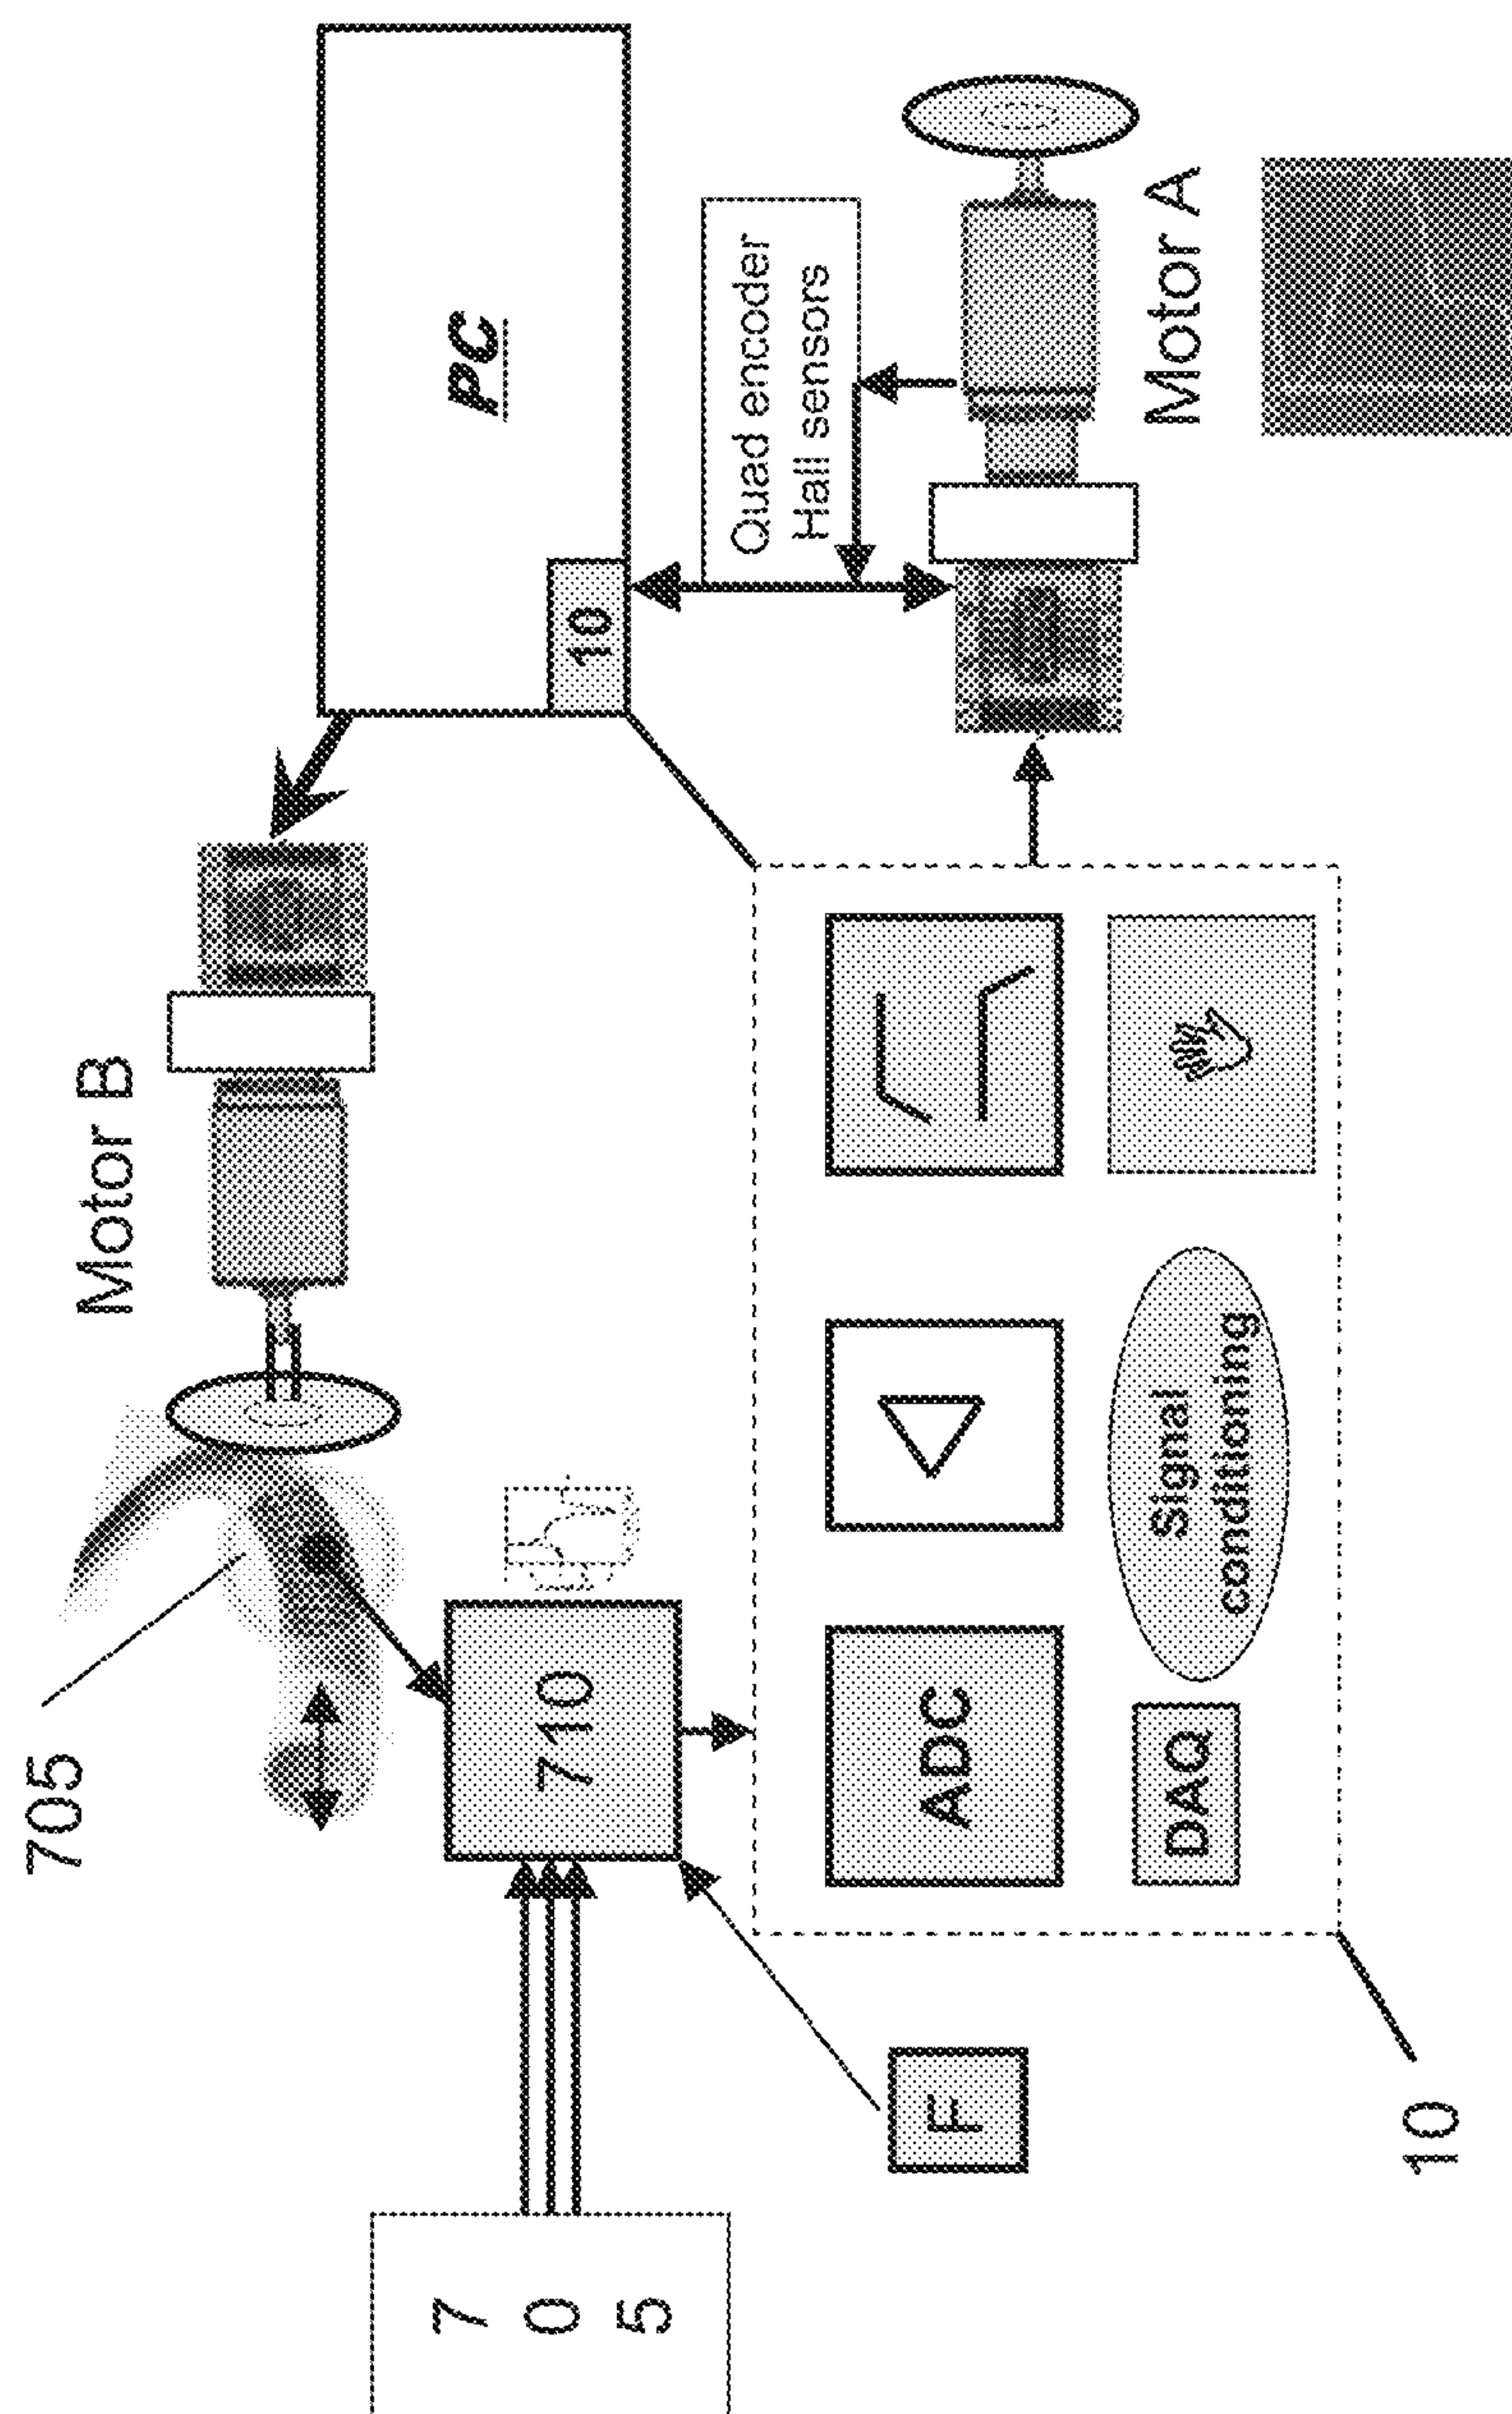 705
Motor B
PC
10
7
0
5
710
Quad encoder
Hall sensors
F
ADC
DAQ
Signal
conditioning
Motor A
10